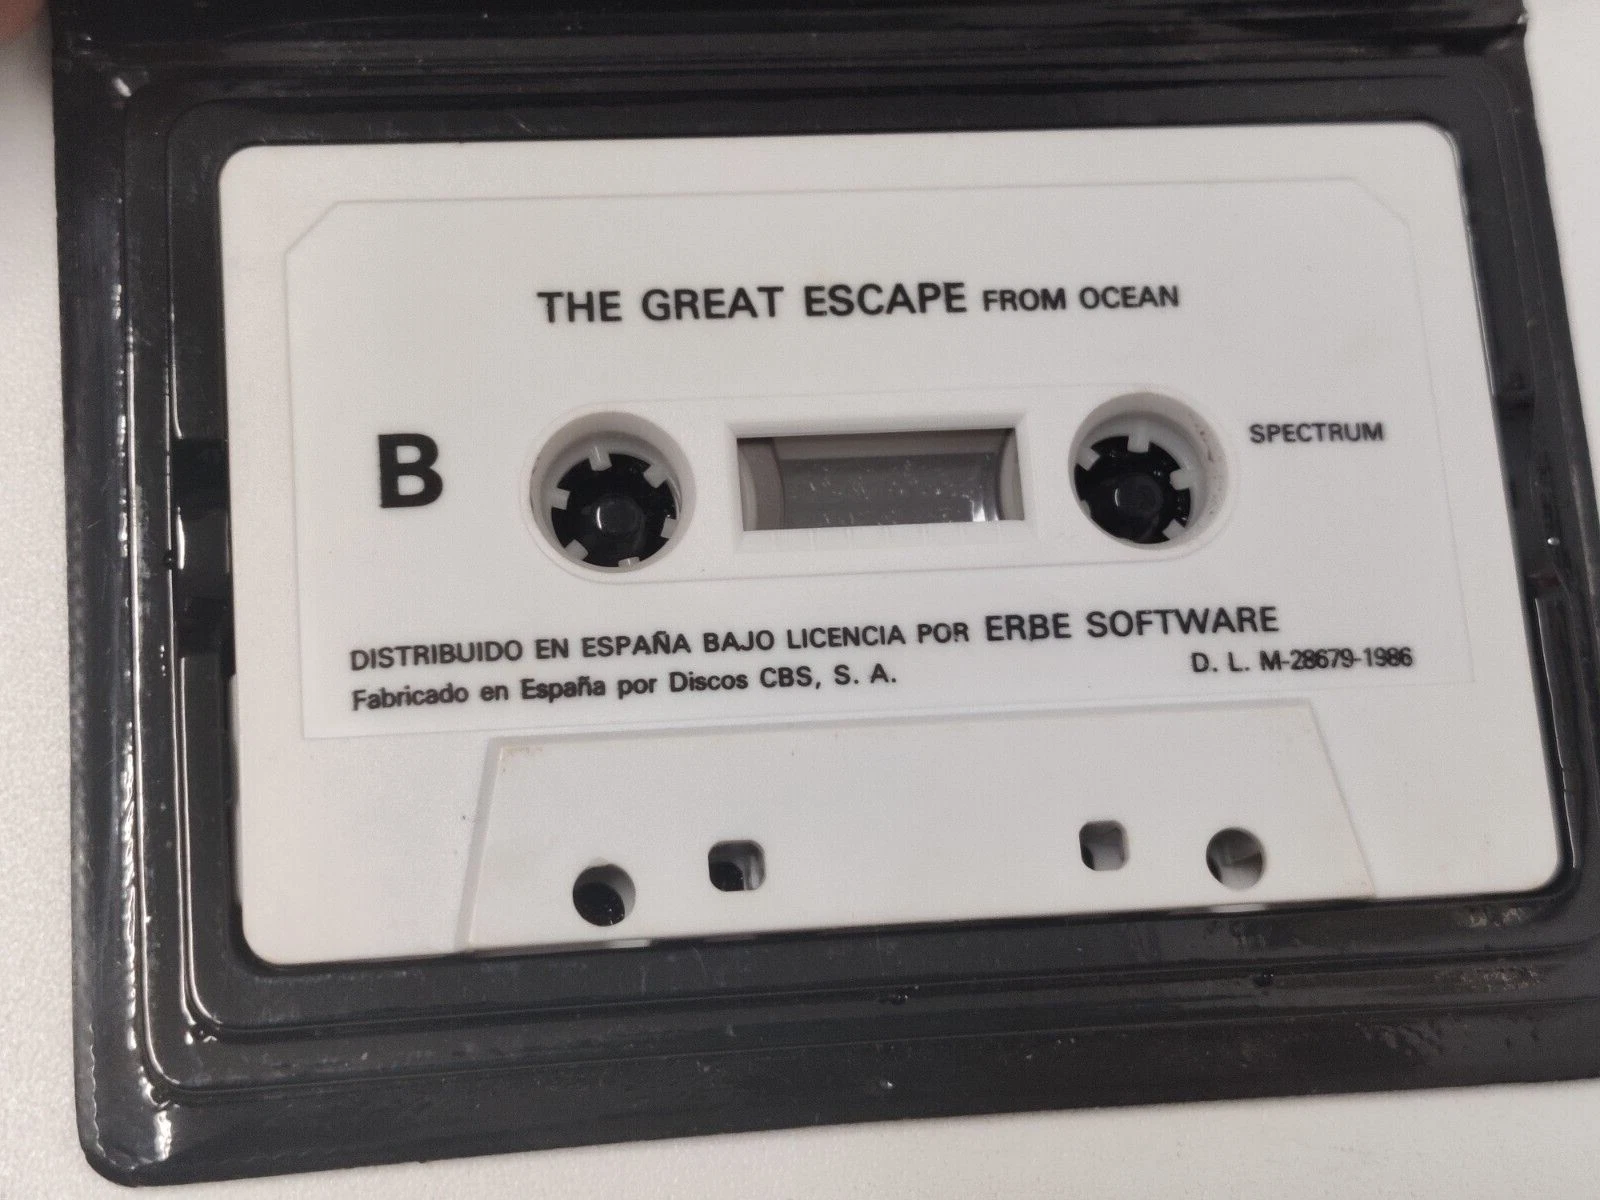 THE GREAT ESCAPE FROM OCEAN
B
SPECTRUM
DISTRIBUIDO EN ESPAÑA BAJO LICENCIA POR ERBE SOFTWARE
Fabricado en España por Discos CBS, S. A.
D. L. M-28679-1986